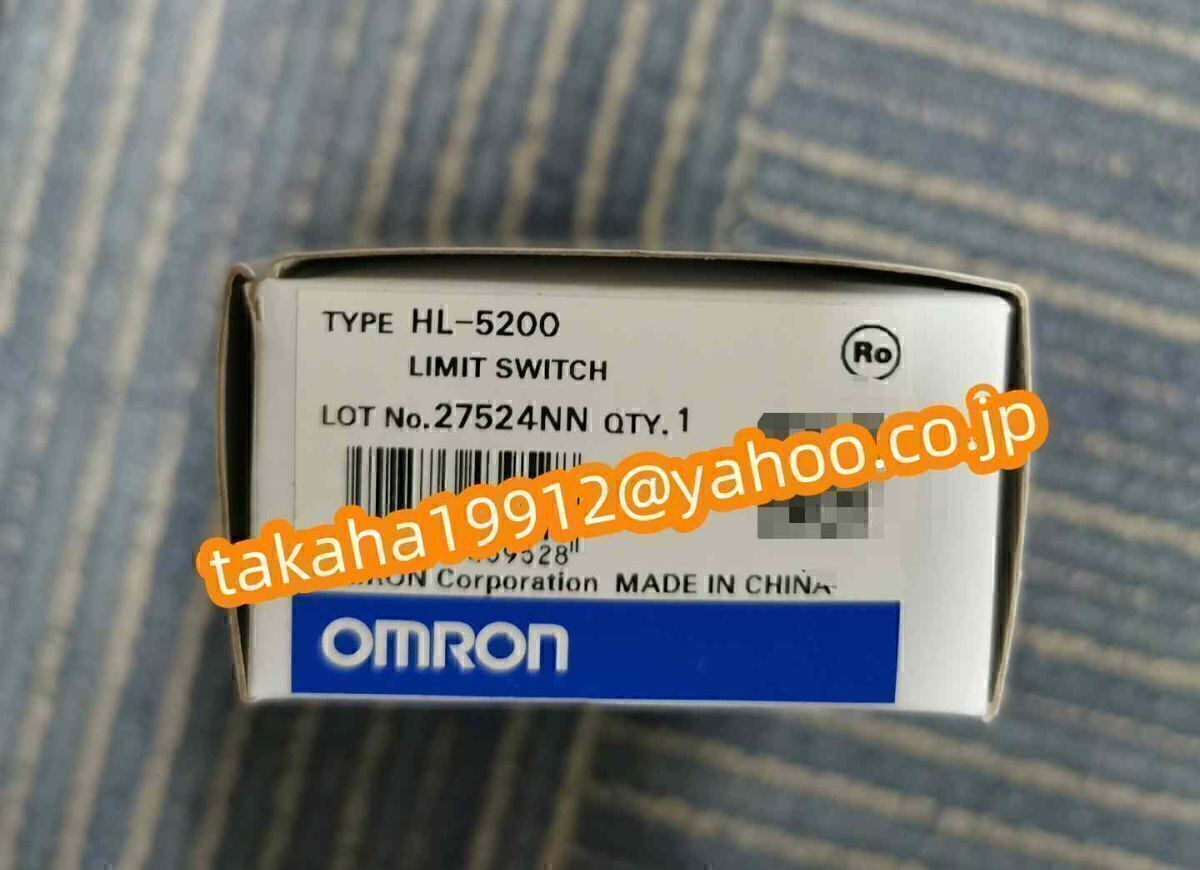 TYPE HL-5200
Ro
LIMIT SWITCH
LOT No.27524NN QTY. 1
takaha19912@yahoo.co.jp
Corporation MADE IN CHINA
OMRON